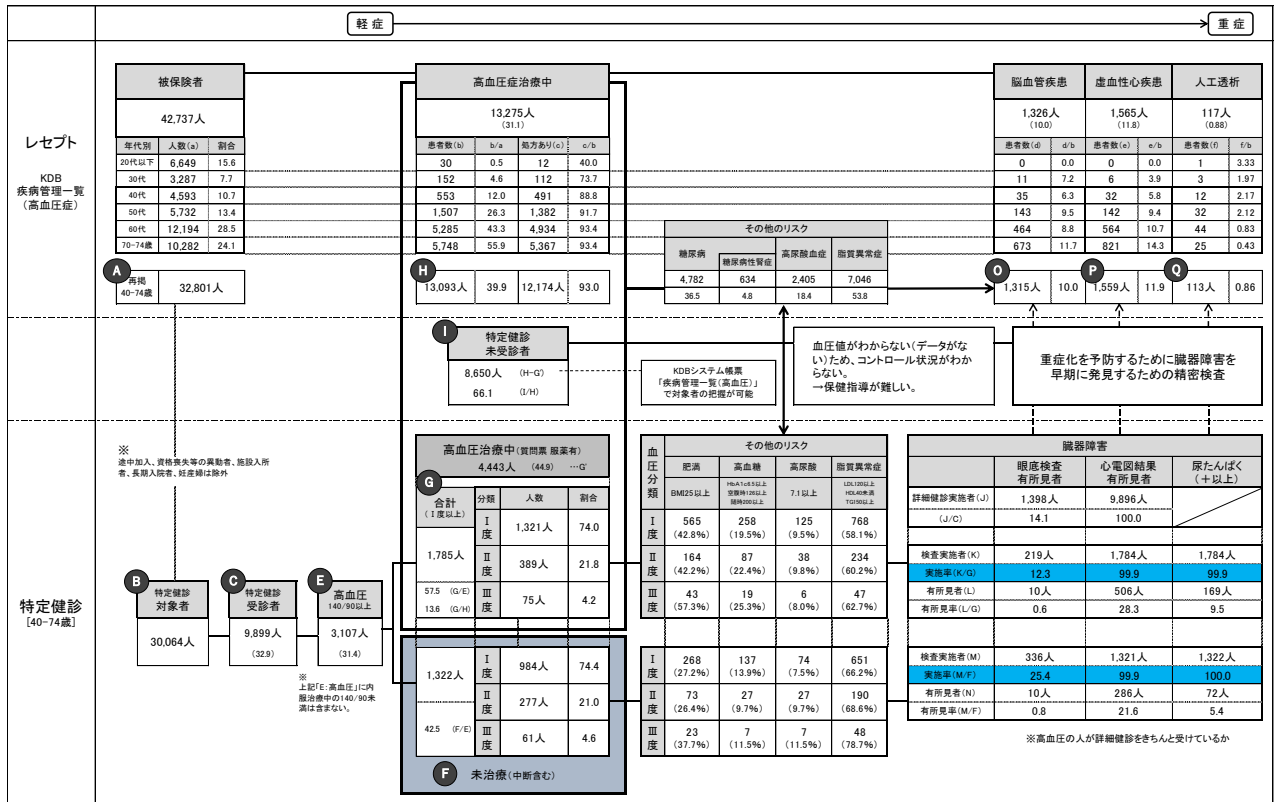 軽症
重症
レセプト
KDB
疾病管理一覧
（高血圧症）
被保険者
42,737人
年代別 人数(a) 割合
20代以下 6,649 15.6
30代 3,287 7.7
40代 4,593 10.7
50代 5,732 13.4
60代 12,194 28.5
70-74歳 10,282 24.1
A
再掲
40-74歳
32,801人
高血圧症治療中
13,275人
(31.1)
患者数(b) b/a 処方あり(c) c/b
30 0.5 12 40.0
152 4.6 112 73.7
553 12.0 491 88.8
1,507 26.3 1,382 91.7
5,285 43.3 4,934 93.4
5,748 55.9 5,367 93.4
H
13,093人 39.9 12,174人 93.0
その他のリスク
糖尿病 糖尿病性腎症 高尿酸血症 脂質異常症
4,782 634 2,405 7,046
36.5 4.8 18.4 53.8
脳血管疾患 虚血性心疾患 人工透析
1,326人 1,565人 117人
(10.0) (11.8) (0.88)
患者数(d) d/b 患者数(e) e/b 患者数(f) f/b
0 0.0 0 0.0 1 3.33
11 7.2 6 3.9 3 1.97
35 6.3 32 5.8 12 2.17
143 9.5 142 9.4 32 2.12
464 8.8 564 10.7 44 0.83
673 11.7 821 14.3 25 0.43
O P Q
1,315人 10.0 1,559人 11.9 113人 0.86
I
特定健診
未受診者
8,650人 (H-G')
66.1 (I/H)
KDBシステム帳票
「疾病管理一覧(高血圧)」
で対象者の把握が可能
血圧値がわからない（データがな
い）ため、コントロール状況がわか
らない。
→保健指導が難しい。
重症化を予防するために臓器障害を
早期に発見するための精密検査
特定健診
[40-74歳]
※
途中加入、資格喪失等の異動者、施設入所
者、長期入院者、妊産婦は除外
B
特定健診
対象者
30,064人
C
特定健診
受診者
9,899人
(32.9)
E
高血圧
140/90以上
3,107人
(31.4)
※
上記「E：高血圧」に内
服治療中の140/90未
満は含まない。
高血圧治療中(質問票 服薬有)
4,443人 (44.9) …G'
G
合計
(Ⅰ度以上)
分類 人数 割合
1,785人
57.5 (G/E)
13.6 (G/H)
Ⅰ度 1,321人 74.0
Ⅱ度 389人 21.8
Ⅲ度 75人 4.2
1,322人
42.5 (F/E)
Ⅰ度 984人 74.4
Ⅱ度 277人 21.0
Ⅲ度 61人 4.6
F
未治療(中断含む)
血圧分類
その他のリスク
肥満 高血糖 高尿酸 脂質異常症
BMI25以上
HbA1c6.5以上
空腹時126以上
随時200以上
7.1以上
LDL120以上
HDL40未満
TG150以上
Ⅰ度 565 258 125 768
(42.8%) (19.5%) (9.5%) (58.1%)
Ⅱ度 164 87 38 234
(42.2%) (22.4%) (9.8%) (60.2%)
Ⅲ度 43 19 6 47
(57.3%) (25.3%) (8.0%) (62.7%)
Ⅰ度 268 137 74 651
(27.2%) (13.9%) (7.5%) (66.2%)
Ⅱ度 73 27 27 190
(26.4%) (9.7%) (9.7%) (68.6%)
Ⅲ度 23 7 7 48
(37.7%) (11.5%) (11.5%) (78.7%)
臓器障害
眼底検査
有所見者
心電図結果
有所見者
尿たんぱく
（＋以上）
詳細健診実施者(J) 1,398人 9,896人
(J/C) 14.1 100.0
検査実施者(K) 219人 1,784人 1,784人
実施率(K/G) 12.3 99.9 99.9
有所見者(L) 10人 506人 169人
有所見率(L/G) 0.6 28.3 9.5
検査実施者(M) 336人 1,321人 1,322人
実施率(M/F) 25.4 99.9 100.0
有所見者(N) 10人 286人 72人
有所見率(M/F) 0.8 21.6 5.4
※高血圧の人が詳細健診をきちんと受けているか